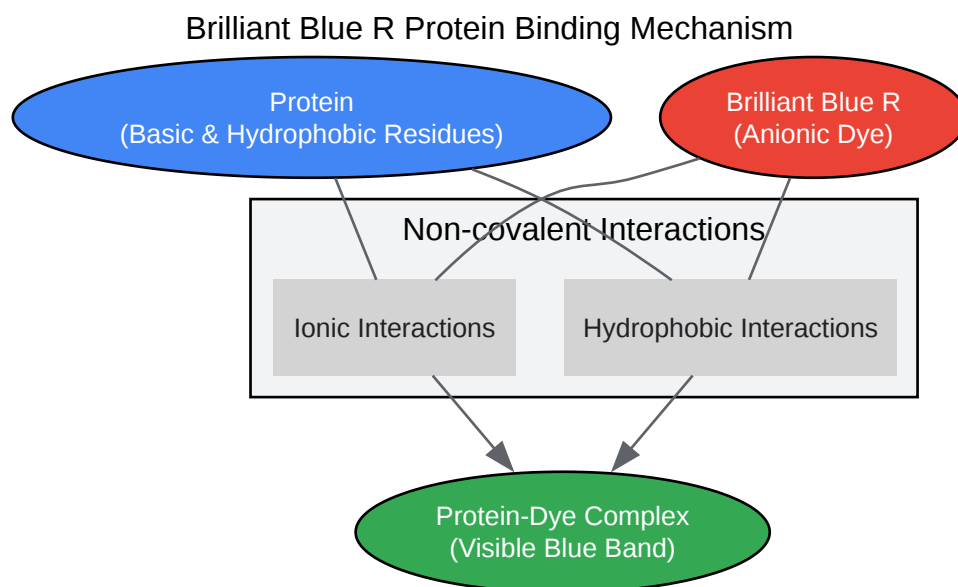 Brilliant Blue R Protein Binding Mechanism
Protein
(Basic & Hydrophobic Residues)
Brilliant Blue R
(Anionic Dye)
Non-covalent Interactions
Ionic Interactions
Hydrophobic Interactions
Protein-Dye Complex
(Visible Blue Band)